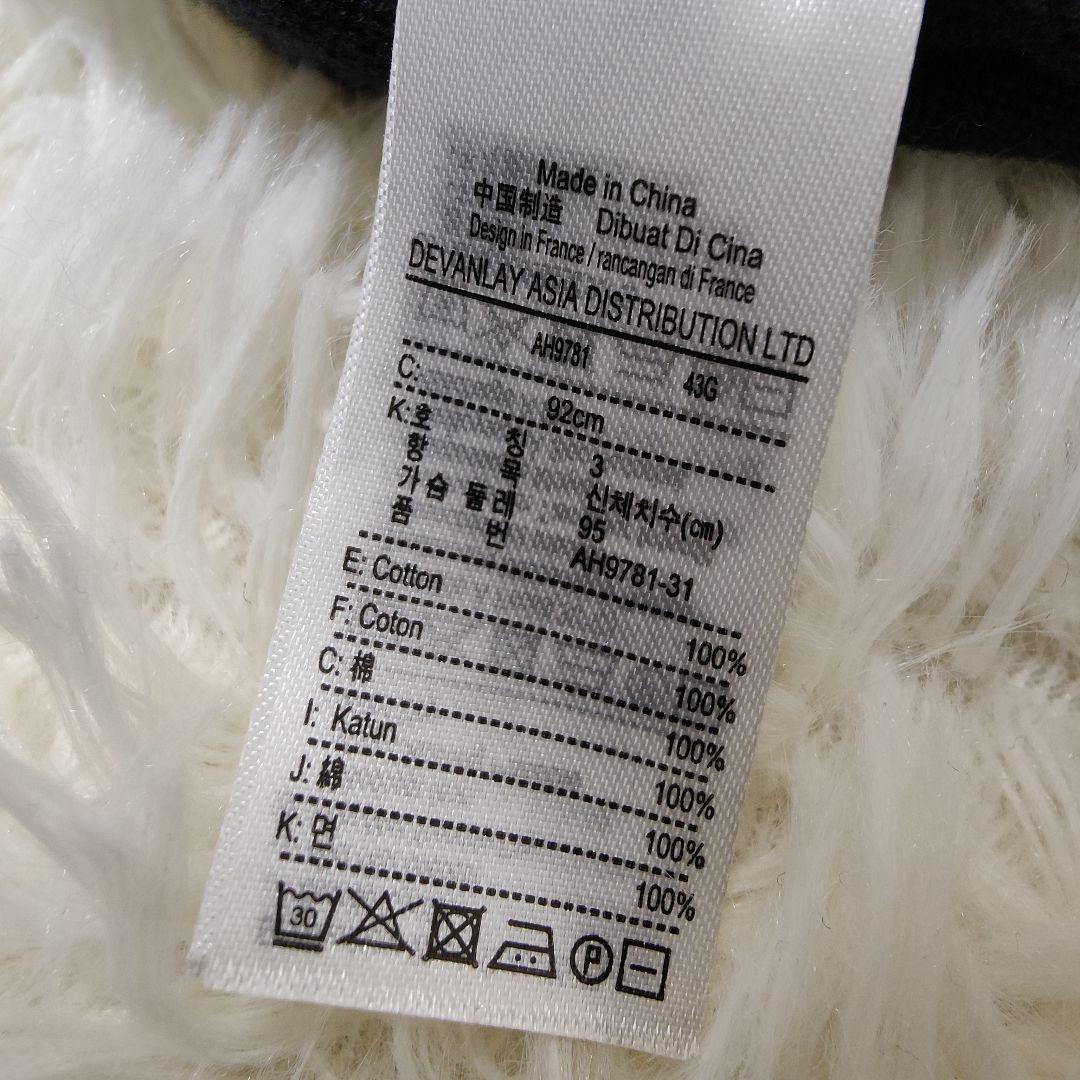 Made in China
中国制造 Dibuat Di Cina
Design in France / rancangan di France
DEVANLAY ASIA DISTRIBUTION LTD
AH9781 43G
C: 92cm
K:호 칭 3
항 목 신체치수(㎝)
가슴 둘레 95
품 번 AH9781-31
E: Cotton 100%
F: Coton 100%
C: 棉 100%
I: Katun 100%
J: 綿 100%
K: 면 100%
30 P